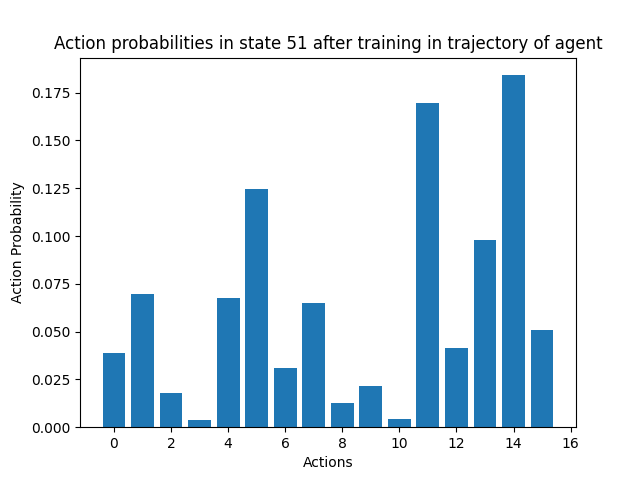 Action probabilities in state 51 after training in trajectory of agent
Action Probability
0.175
0.150
0.125
0.100
0.075
0.050
0.025
0.000
0 2 4 6 8 10 12 14 16
Actions